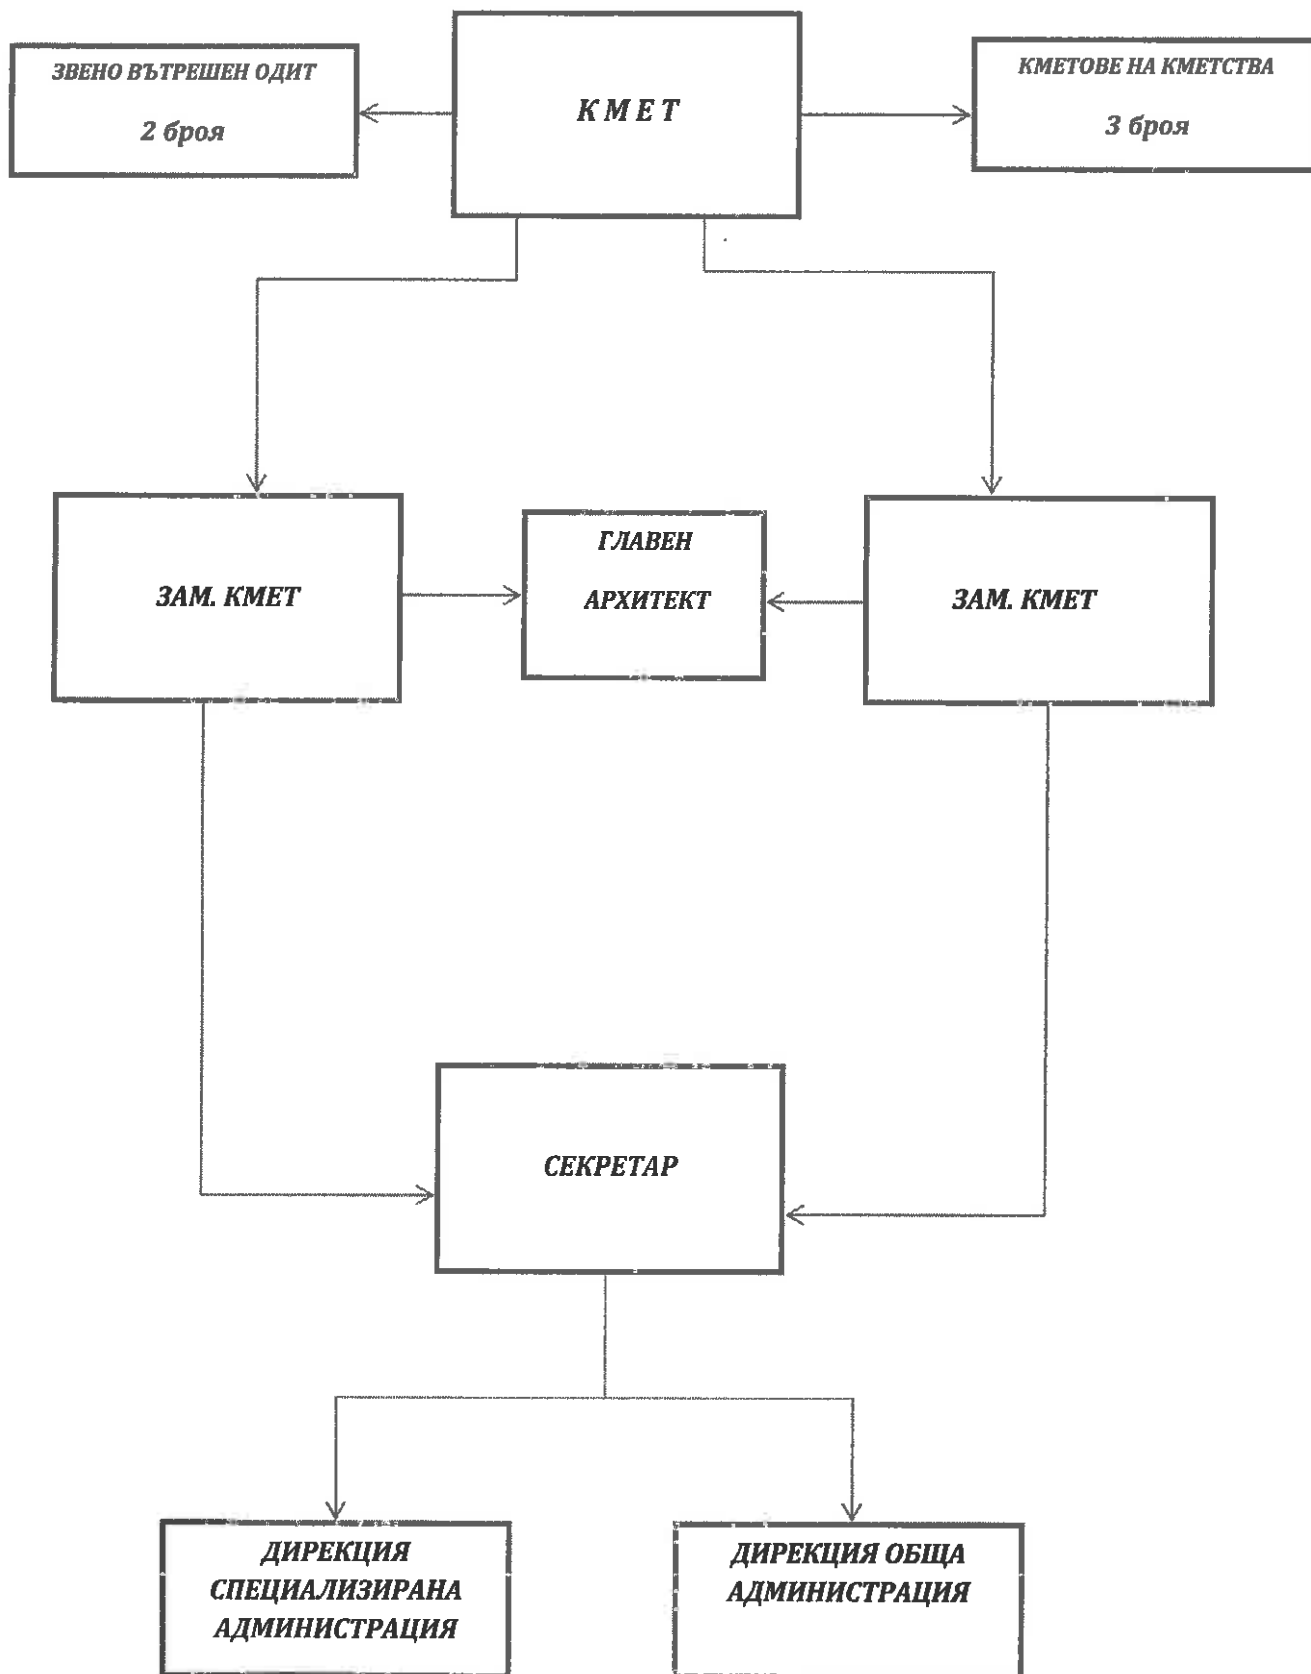 ЗВЕНО ВЪТРЕШЕН ОДИТ
2 броя
К М Е Т
КМЕТОВЕ НА КМЕТСТВА
3 броя
ЗАМ. КМЕТ
ГЛАВЕН
АРХИТЕКТ
ЗАМ. КМЕТ
СЕКРЕТАР
ДИРЕКЦИЯ
СПЕЦИАЛИЗИРАНА
АДМИНИСТРАЦИЯ
ДИРЕКЦИЯ ОБЩА
АДМИНИСТРАЦИЯ